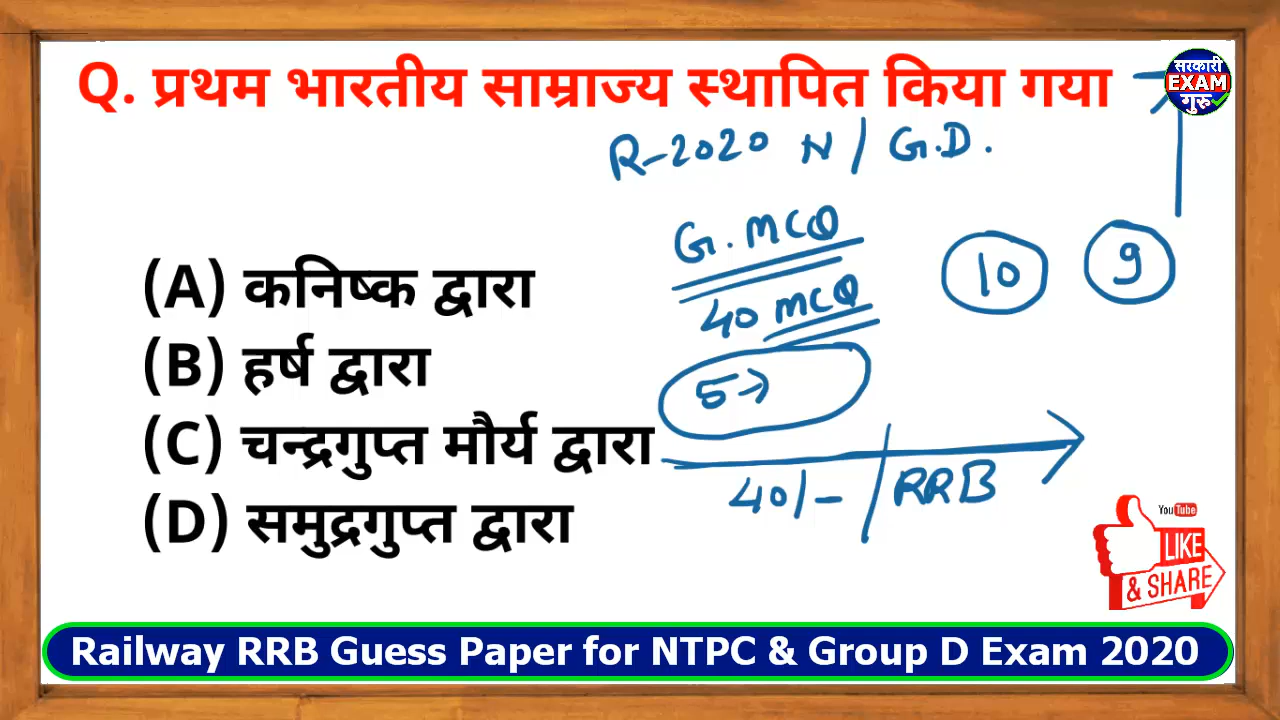 Q. प्रथम भारतीय साम्राज्य स्थापित किया गया
सरकारी
EXAM
गुरु
R-2020 N / G.D.
G. MCQ
40 MCQ
10
9
(A) कनिष्क द्वारा
(B) हर्ष द्वारा
5→
(C) चन्द्रगुप्त मौर्य द्वारा
40/- / RRB
(D) समुद्रगुप्त द्वारा
YouTube
LIKE
& SHARE
Railway RRB Guess Paper for NTPC & Group D Exam 2020